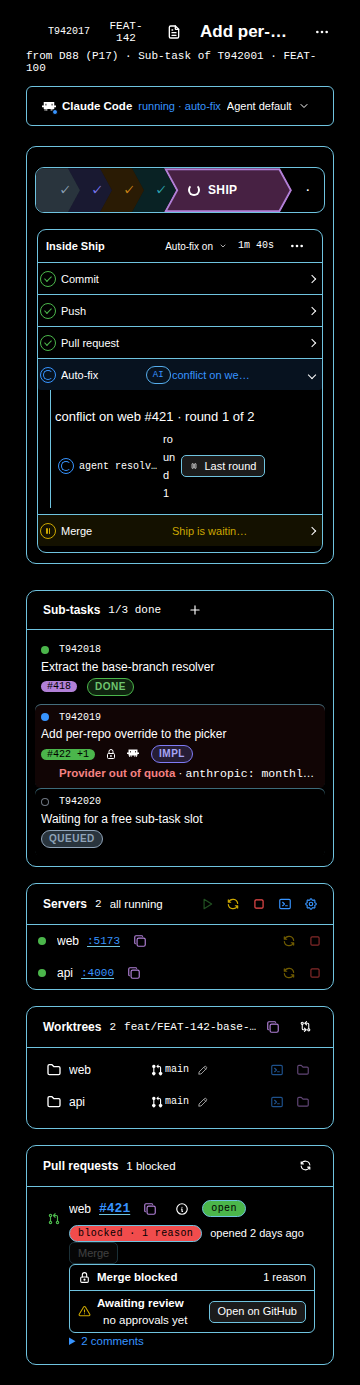 T942017 FEAT-142 Add per-…
from D88 (P17) · Sub-task of T942001 · FEAT-100
Claude Code running · auto-fix Agent default
SHIP
Inside Ship Auto-fix on 1m 40s
Commit
Push
Pull request
Auto-fix AI conflict on we…
conflict on web #421 · round 1 of 2
agent resolv… round 1 Last round
Merge Ship is waitin…
Sub-tasks 1/3 done
T942018
Extract the base-branch resolver
#418 DONE
T942019
Add per-repo override to the picker
#422 +1 IMPL
Provider out of quota · anthropic: monthl…
T942020
Waiting for a free sub-task slot
QUEUED
Servers 2 all running
web :5173
api :4000
Worktrees 2 feat/FEAT-142-base-…
web main
api main
Pull requests 1 blocked
web #421 open
blocked · 1 reason opened 2 days ago
Merge
Merge blocked 1 reason
Awaiting review
no approvals yet Open on GitHub
2 comments